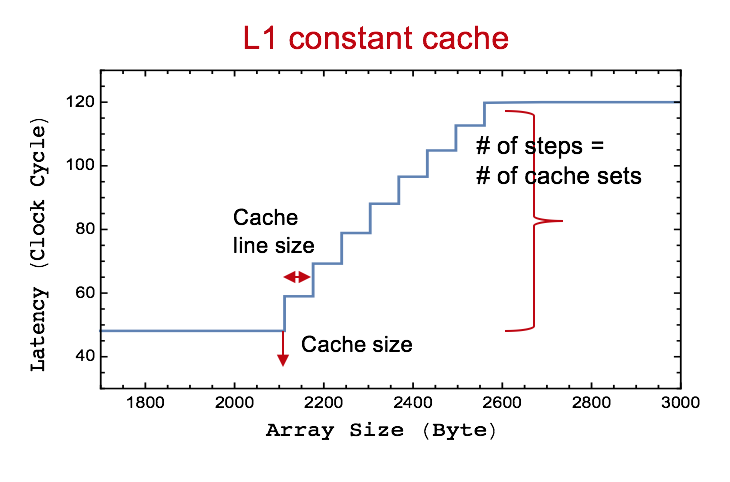 L1 constant cache
120
100
80
60
40
Latency (Clock Cycle)
# of steps =
# of cache sets
Cache
line size
Cache size
1800 2000 2200 2400 2600 2800 3000
Array Size (Byte)